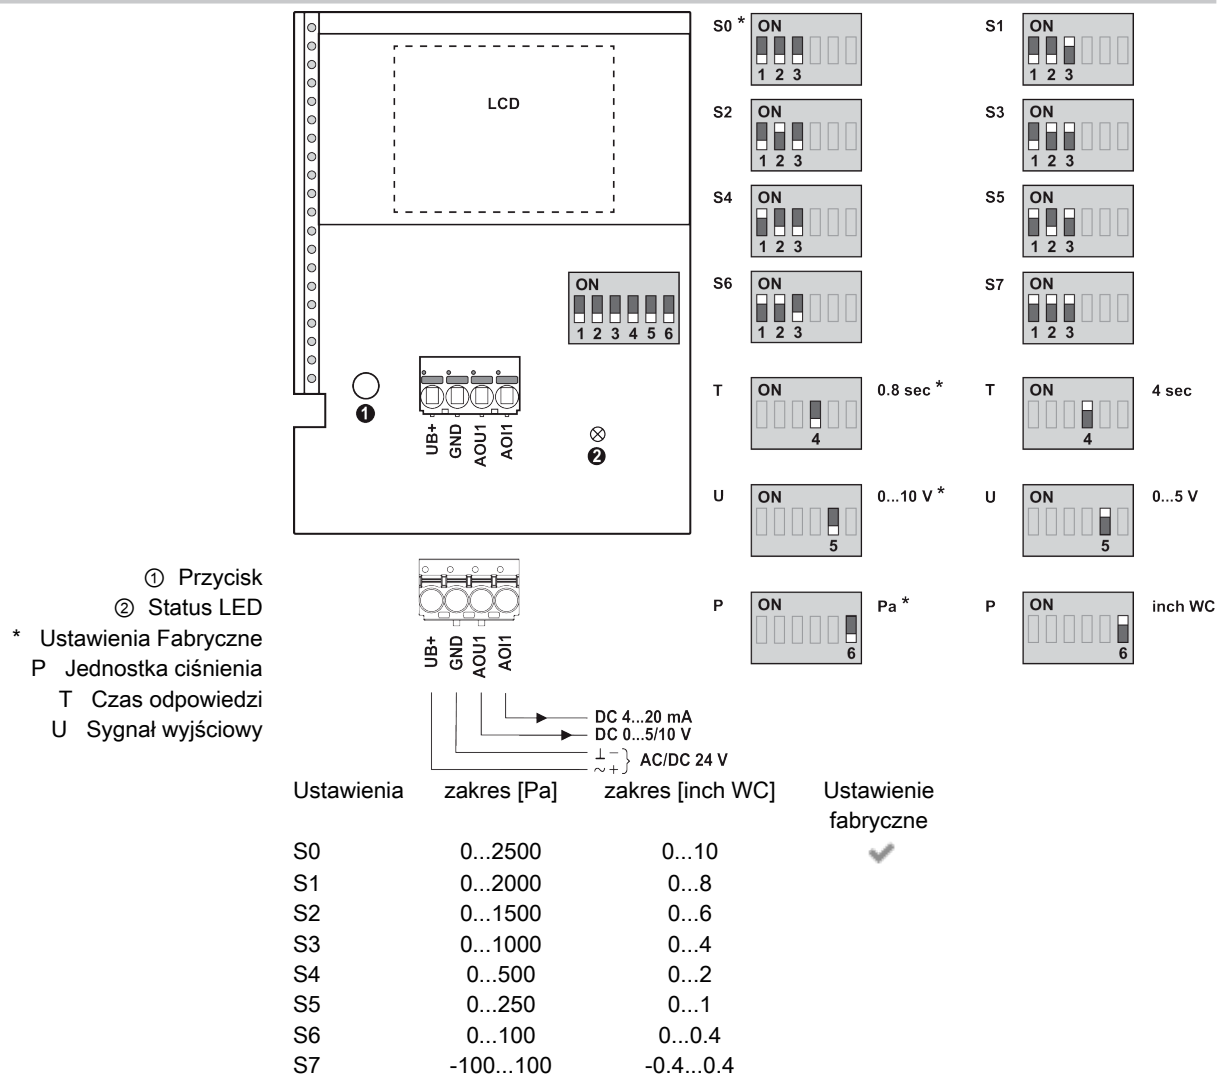 LCD
ON
1 2 3 4 5 6
❶
❷
UB+
GND
AOU1
AOI1
S0 *
ON
1 2 3
S1
ON
1 2 3
S2
ON
1 2 3
S3
ON
1 2 3
S4
ON
1 2 3
S5
ON
1 2 3
S6
ON
1 2 3
S7
ON
1 2 3
T
ON
4
0.8 sec *
T
ON
4
4 sec
U
ON
5
0...10 V *
U
ON
5
0...5 V
P
ON
6
Pa *
P
ON
6
inch WC
① Przycisk
② Status LED
* Ustawienia Fabryczne
P Jednostka ciśnienia
T Czas odpowiedzi
U Sygnał wyjściowy
UB+
GND
AOU1
AOI1
DC 4...20 mA
DC 0...5/10 V
⊥ −
~ +
AC/DC 24 V
Ustawienia zakres [Pa] zakres [inch WC] Ustawienie
fabryczne
S0 0...2500 0...10 ✔
S1 0...2000 0...8
S2 0...1500 0...6
S3 0...1000 0...4
S4 0...500 0...2
S5 0...250 0...1
S6 0...100 0...0.4
S7 -100...100 -0.4...0.4